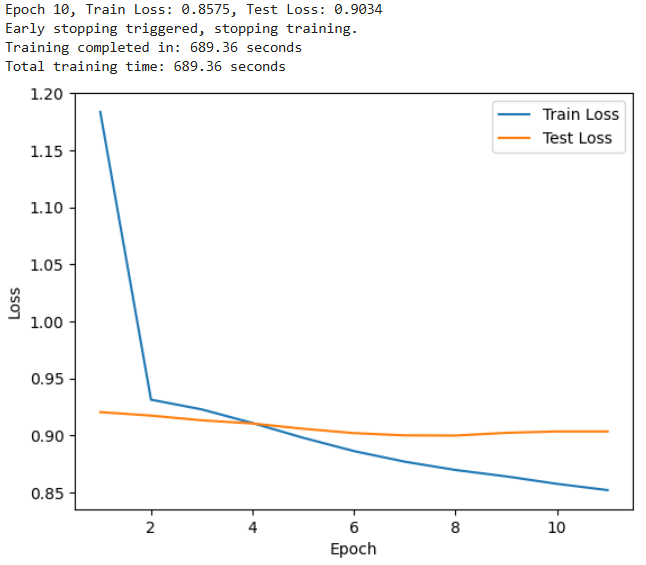 Epoch 10, Train Loss: 0.8575, Test Loss: 0.9034
Early stopping triggered, stopping training.
Training completed in: 689.36 seconds
Total training time: 689.36 seconds
1.20
Train Loss
Test Loss
1.15
1.10
1.05
1.00
0.95
0.90
0.85
Loss
2 4 6 8 10
Epoch